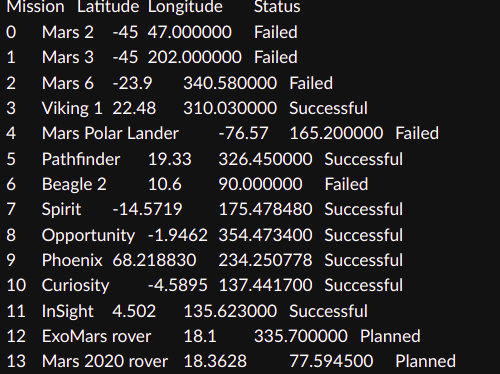 Mission Latitude Longitude Status
0 Mars 2 -45 47.000000 Failed
1 Mars 3 -45 202.000000 Failed
2 Mars 6 -23.9 340.580000 Failed
3 Viking 1 22.48 310.030000 Successful
4 Mars Polar Lander -76.57 165.200000 Failed
5 Pathfinder 19.33 326.450000 Successful
6 Beagle 2 10.6 90.000000 Failed
7 Spirit -14.5719 175.478480 Successful
8 Opportunity -1.9462 354.473400 Successful
9 Phoenix 68.218830 234.250778 Successful
10 Curiosity -4.5895 137.441700 Successful
11 InSight 4.502 135.623000 Successful
12 ExoMars rover 18.1 335.700000 Planned
13 Mars 2020 rover 18.3628 77.594500 Planned